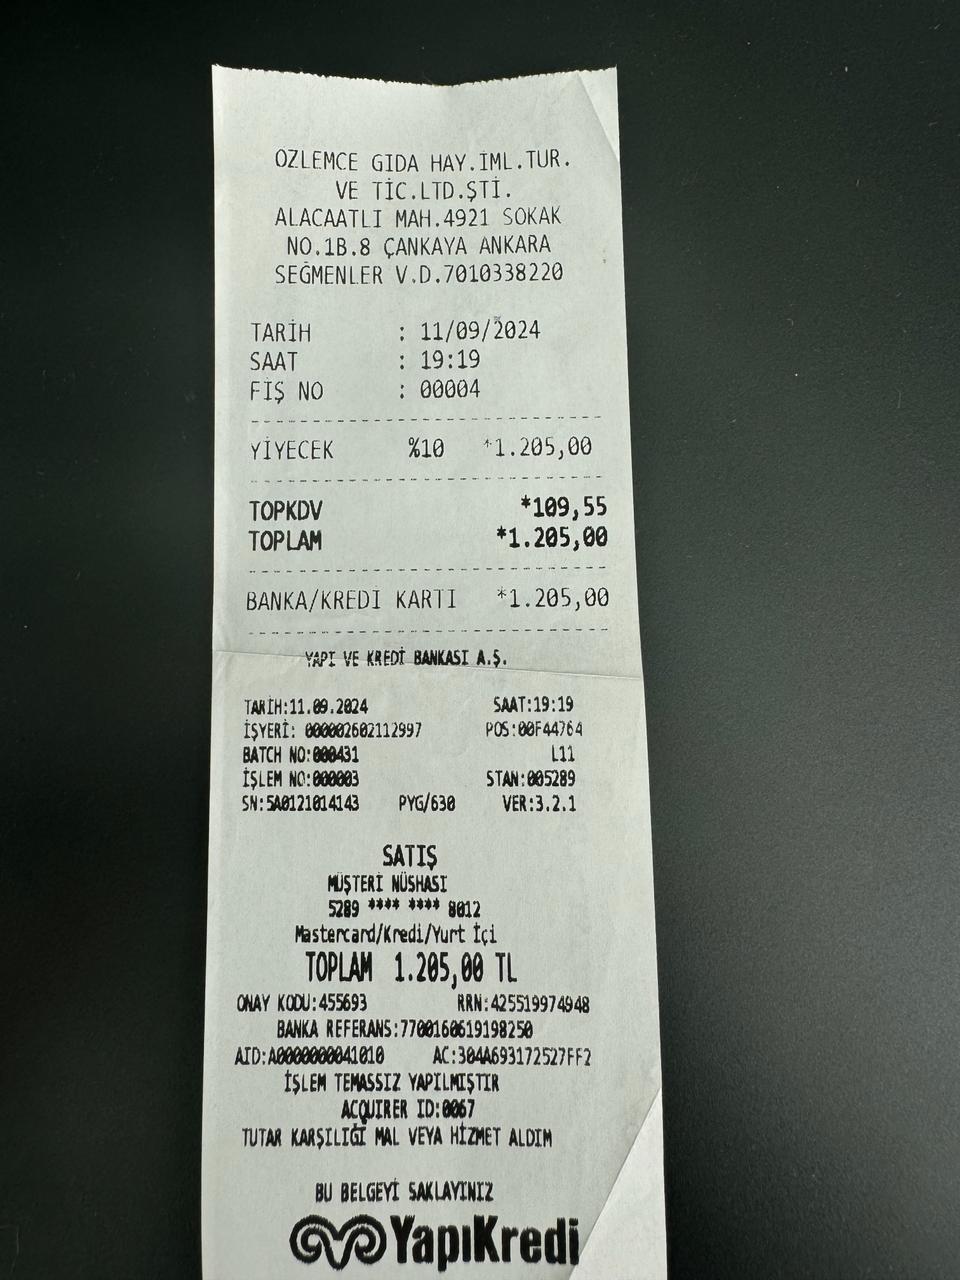 OZLEMCE GIDA HAY.İML.TUR.
VE TİC.LTD.ŞTİ.
ALACAATLI MAH.4921 SOKAK
NO.1B.8 ÇANKAYA ANKARA
SEĞMENLER V.D.7010338220
TARİH : 11/09/2024
SAAT : 19:19
FİŞ NO : 00004
YİYECEK %10 *1.205,00
TOPKDV *109,55
TOPLAM *1.205,00
BANKA/KREDI KARTI *1.205,00
YAPI VE KREDİ BANKASI A.Ş.
TARİH:11.09.2024 SAAT:19:19
İŞYERİ: 000002602112997 POS:00F44764
BATCH NO:000431 L11
İŞLEM NO:000003 STAN:005289
SN:5A0121014143 PYG/630 VER:3.2.1
SATIŞ
MÜŞTERİ NÜSHASI
5289 **** **** 8012
Mastercard/Kredi/Yurt İçi
TOPLAM 1.205,00 TL
ONAY KODU:455693 RRN:425519974948
BANKA REFERANS:7700160619198250
AID:A0000000041010 AC:304A693172527FF2
İŞLEM TEMASSIZ YAPILMIŞTIR
ACQUIRER ID:0067
TUTAR KARŞILIĞI MAL VEYA HİZMET ALDIM
BU BELGEYİ SAKLAYINIZ
YapıKredi